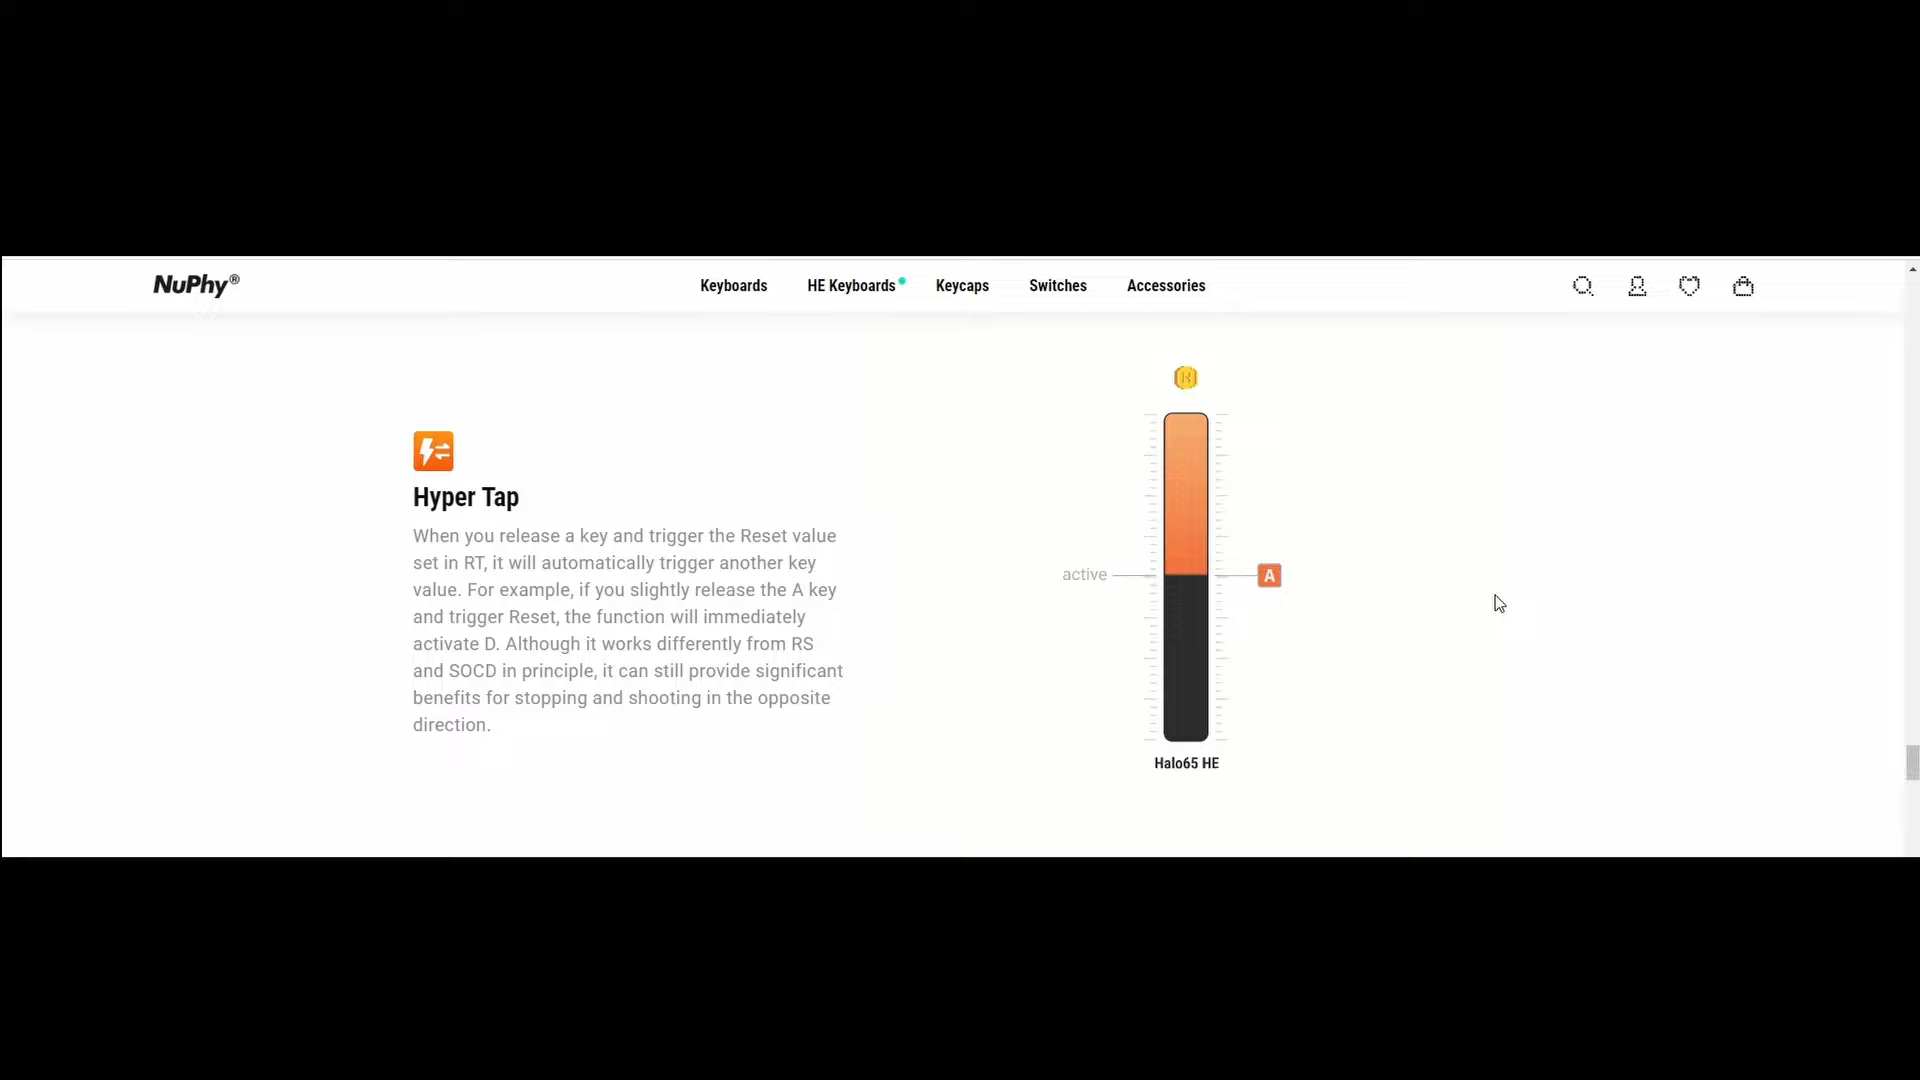 NuPhy®
Keyboards
HE Keyboards
Keycaps
Switches
Accessories
N
Hyper Tap
When you release a key and trigger the Reset value
set in RT, it will automatically trigger another key
value. For example, if you slightly release the A key
and trigger Reset, the function will immediately
activate D. Although it works differently from RS
and SOCD in principle, it can still provide significant
benefits for stopping and shooting in the opposite
direction.
active
A
Halo65 HE